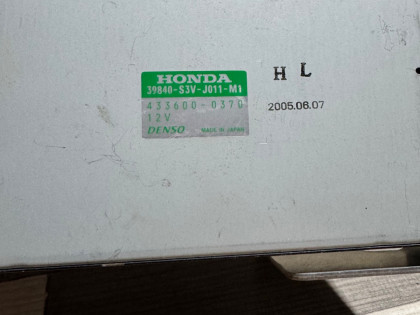 HONDA
39840-S3V-J011-M1
433600-0370
12V
DENSO MADE IN JAPAN
H L
2005.06.07